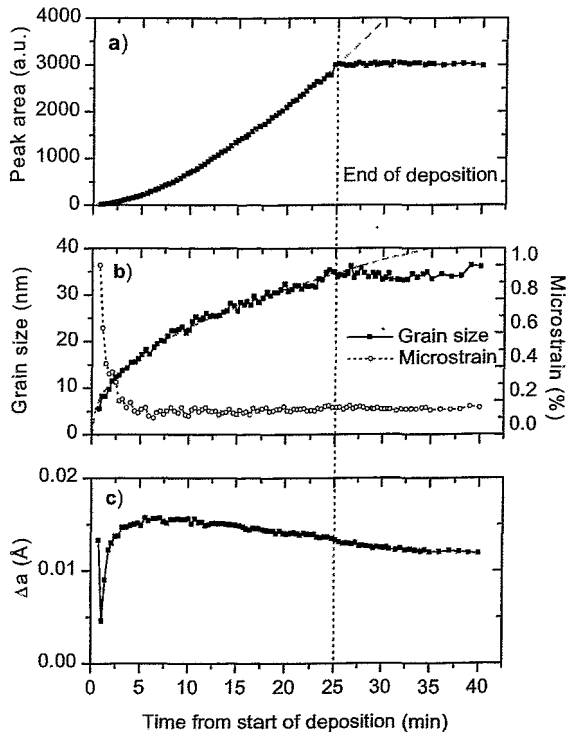 4000
a)
3000
2000
1000
0
Peak area (a.u.)
End of deposition
40
1.0
b)
30
0.8
0.6
Grain size
Microstrain
20
0.4
10
0.2
0
0.0
Grain size (nm)
Microstrain (%)
0.02
c)
0.01
0.00
Δa (Å)
0 5 10 15 20 25 30 35 40
Time from start of deposition (min)